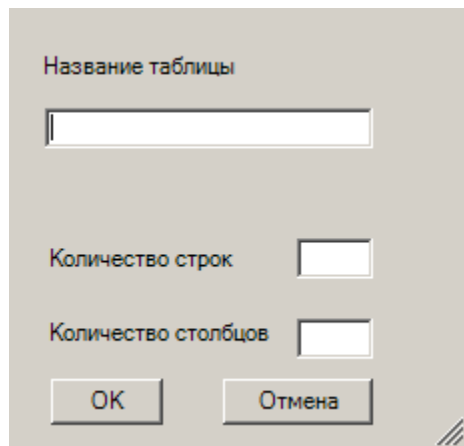 Название таблицы
Количество строк
Количество столбцов
OK
Отмена